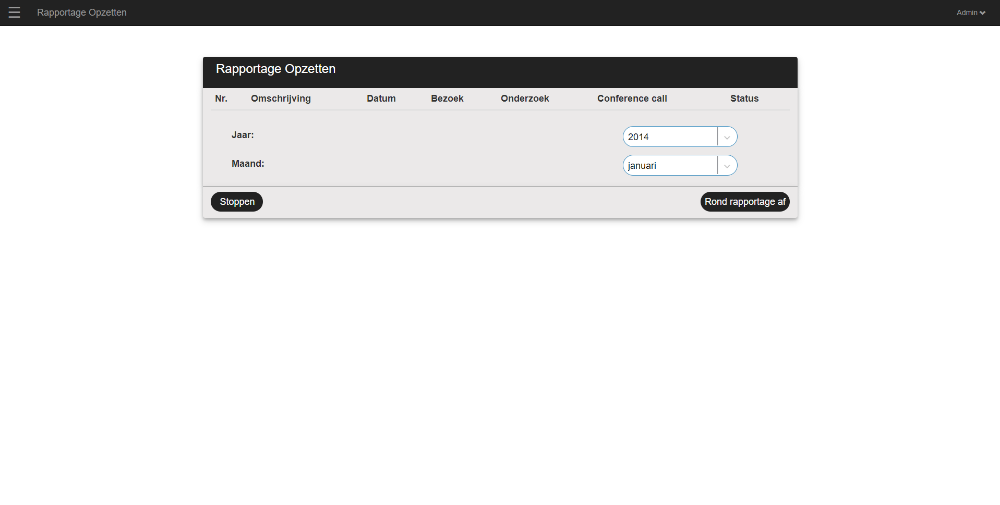 Rapportage Opzetten
Admin
Rapportage Opzetten
Nr. Omschrijving Datum Bezoek Onderzoek Conference call Status
Jaar: 2014
Maand: januari
Stoppen Rond rapportage af